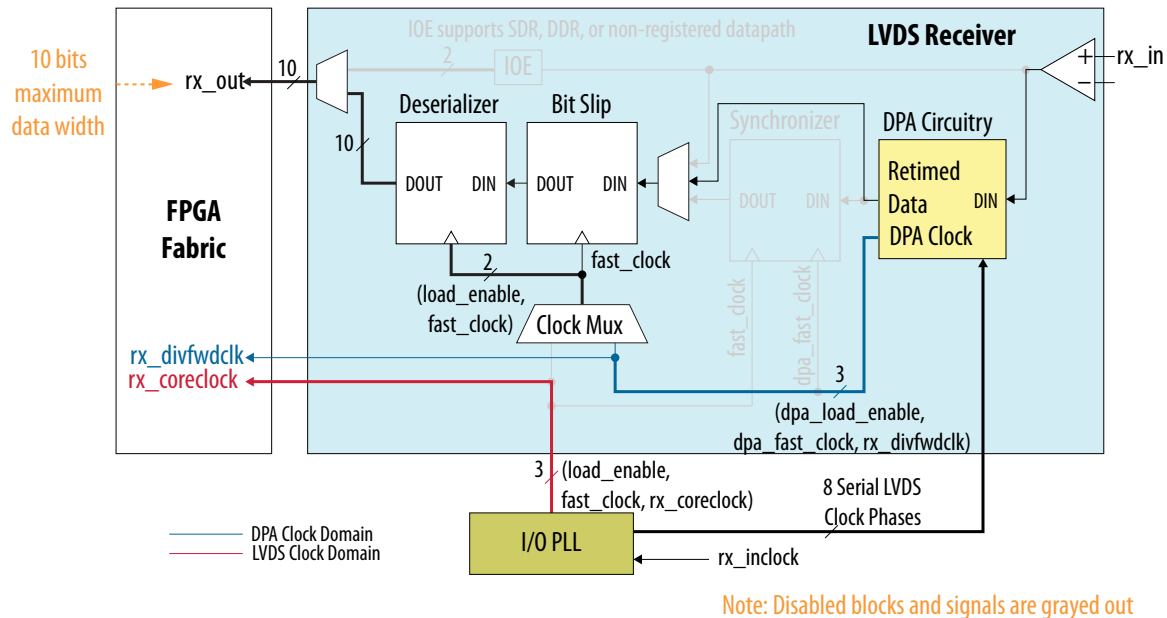 IOE supports SDR, DDR, or non-registered datapath
LVDS Receiver
10 bits
maximum
data width
rx_out
10
2
IOE
+
−
rx_in
Deserializer
Bit Slip
Synchronizer
DPA Circuitry
10
DOUT
DIN
DOUT
DIN
DOUT
DIN
Retimed
Data
DIN
DPA Clock
FPGA
Fabric
2
fast_clock
(load_enable,
fast_clock)
Clock Mux
fast_clock
dpa_fast_clock
rx_divfwdclk
rx_coreclock
3
(dpa_load_enable,
dpa_fast_clock, rx_divfwdclk)
3
(load_enable,
fast_clock, rx_coreclock)
8 Serial LVDS
Clock Phases
I/O PLL
rx_inclock
DPA Clock Domain
LVDS Clock Domain
Note: Disabled blocks and signals are grayed out